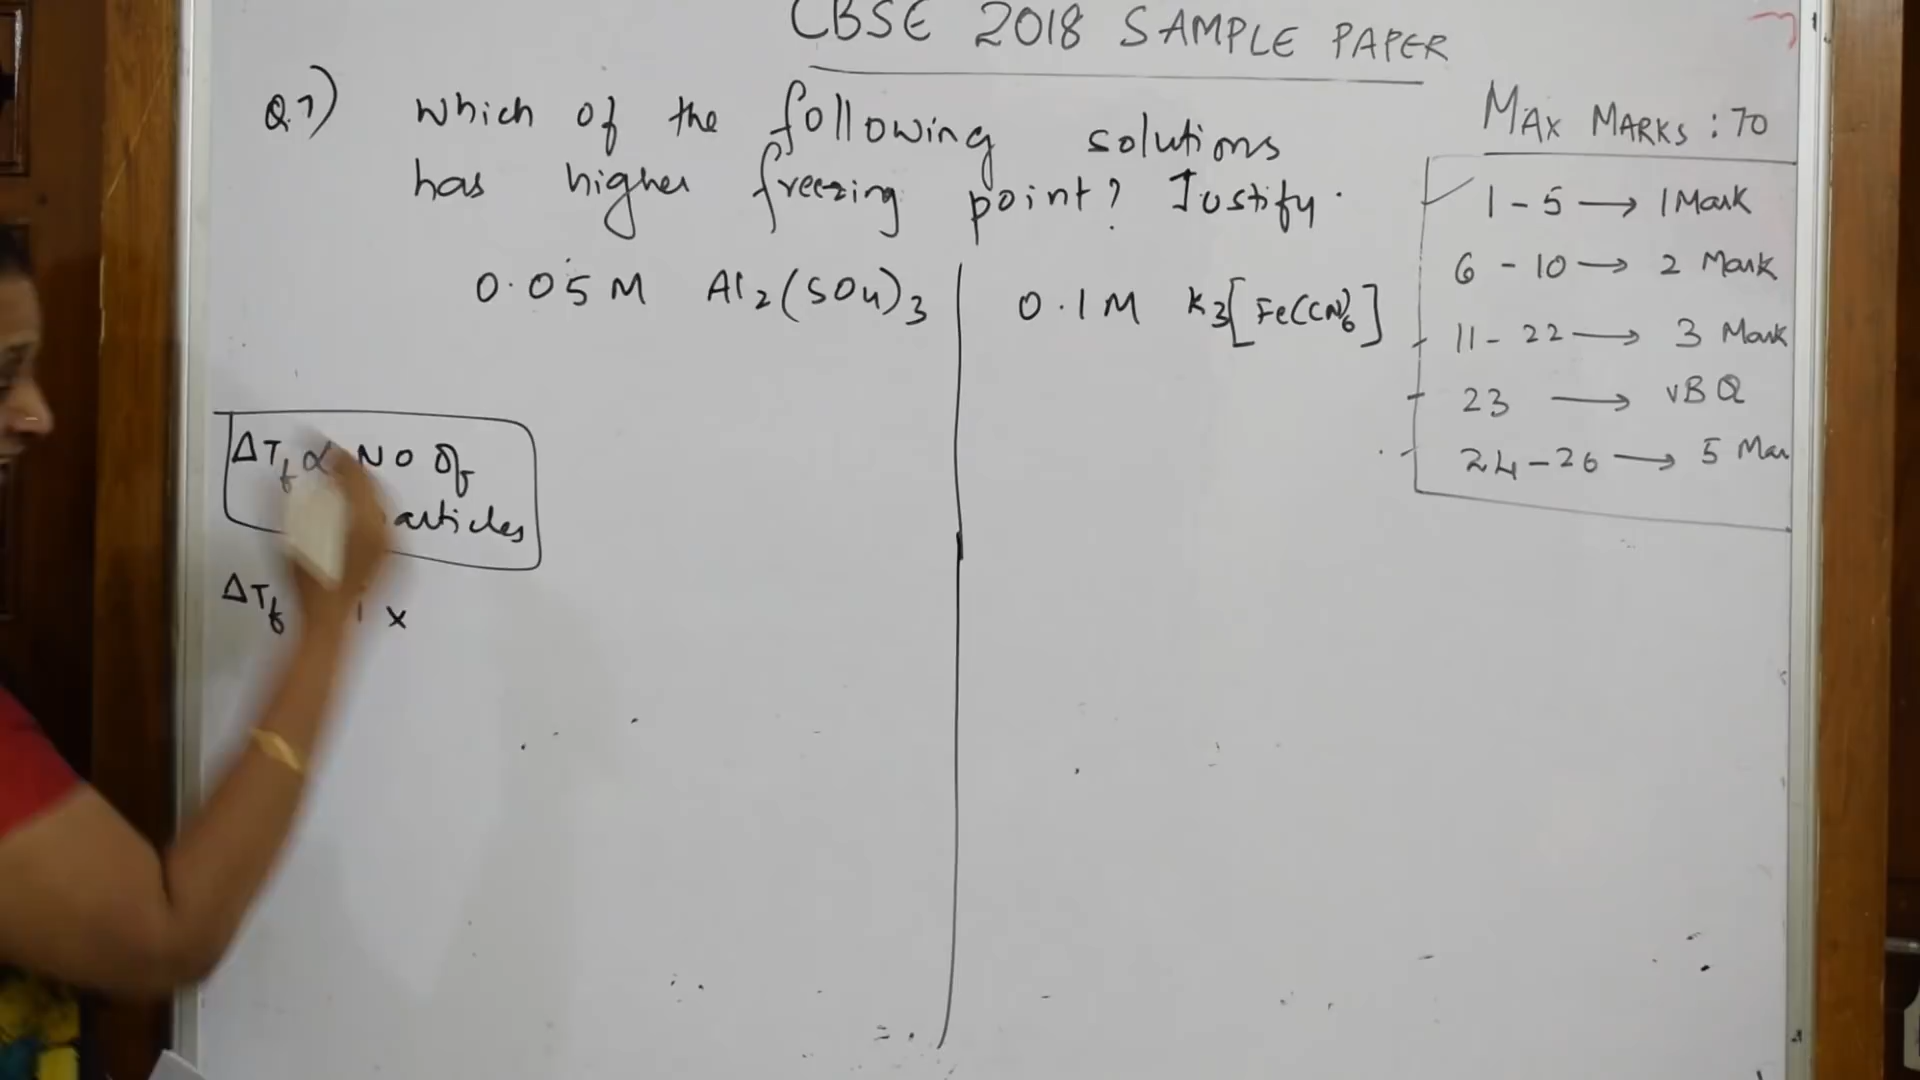 CBSE 2018 SAMPLE PAPER
Q.7) Which of the following solutions
has higher freezing point? Justify.
0.05 M Al2(SO4)3
0.1 M K3[Fe(CN)6]
MAX MARKS : 70
1 - 5 → 1 Mark
6 - 10 → 2 Mark
11 - 22 → 3 Mark
23 → VBQ
24 - 26 → 5 Mar
ΔTf ∝ No Of
articles
ΔTf x